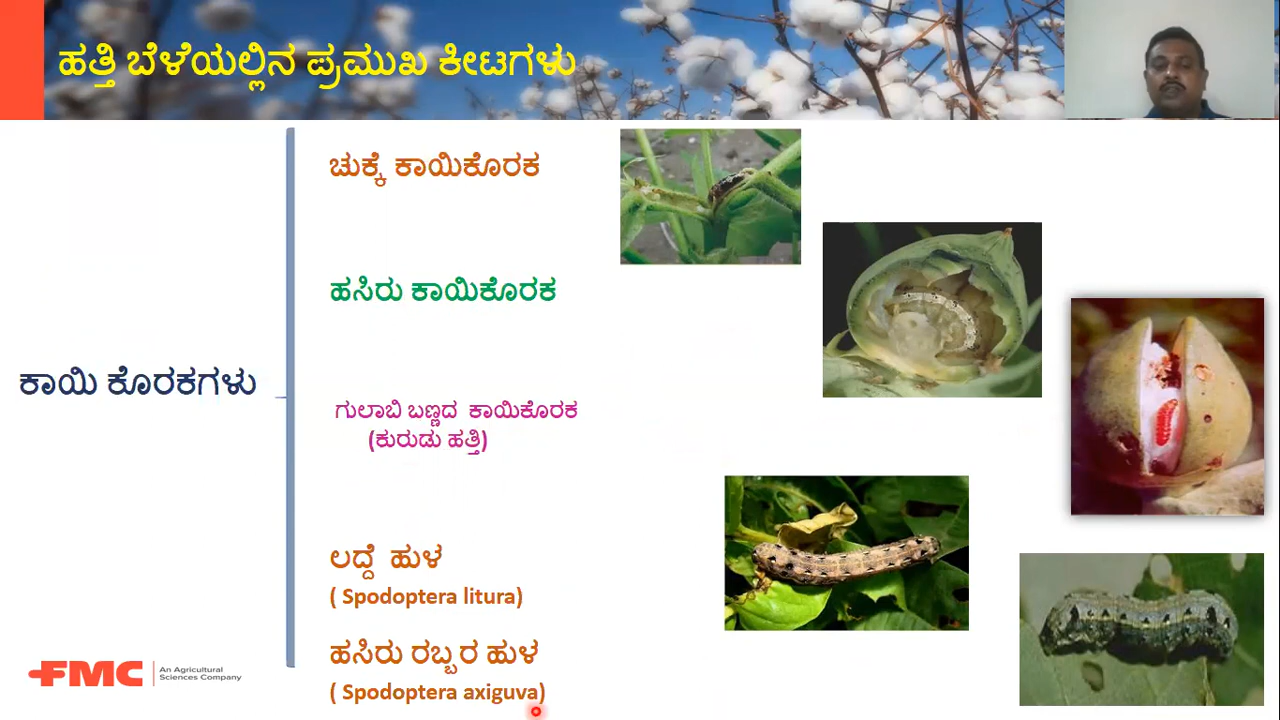 ಹತ್ತಿ ಬೆಳೆಯಲ್ಲಿನ ಪ್ರಮುಖ ಕೀಟಗಳು
ಚುಕ್ಕೆ ಕಾಯಿಕೊರಕ
ಹಸಿರು ಕಾಯಿಕೊರಕ
ಕಾಯಿ ಕೊರಕಗಳು
ಗುಲಾಬಿ ಬಣ್ಣದ ಕಾಯಿಕೊರಕ
(ಕುರುಡು ಹತ್ತಿ)
ಲದ್ದೆ ಹುಳ
( Spodoptera litura)
ಹಸಿರು ರಬ್ಬರ ಹುಳ
( Spodoptera axiguva)
FMC
An Agricultural
Sciences Company